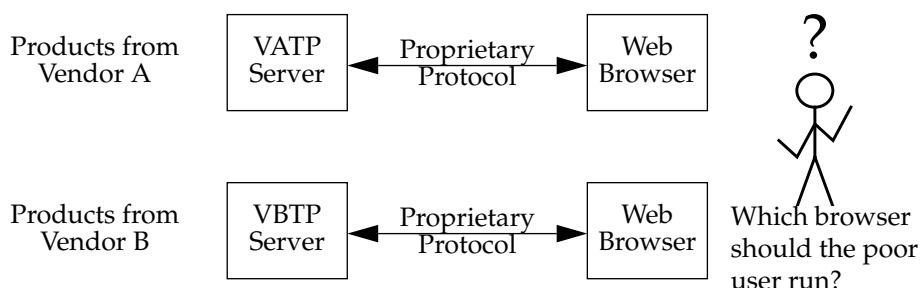 Products from
Vendor A
VATP
Server
Proprietary
Protocol
Web
Browser
?
Products from
Vendor B
VBTP
Server
Proprietary
Protocol
Web
Browser
Which browser
should the poor
user run?